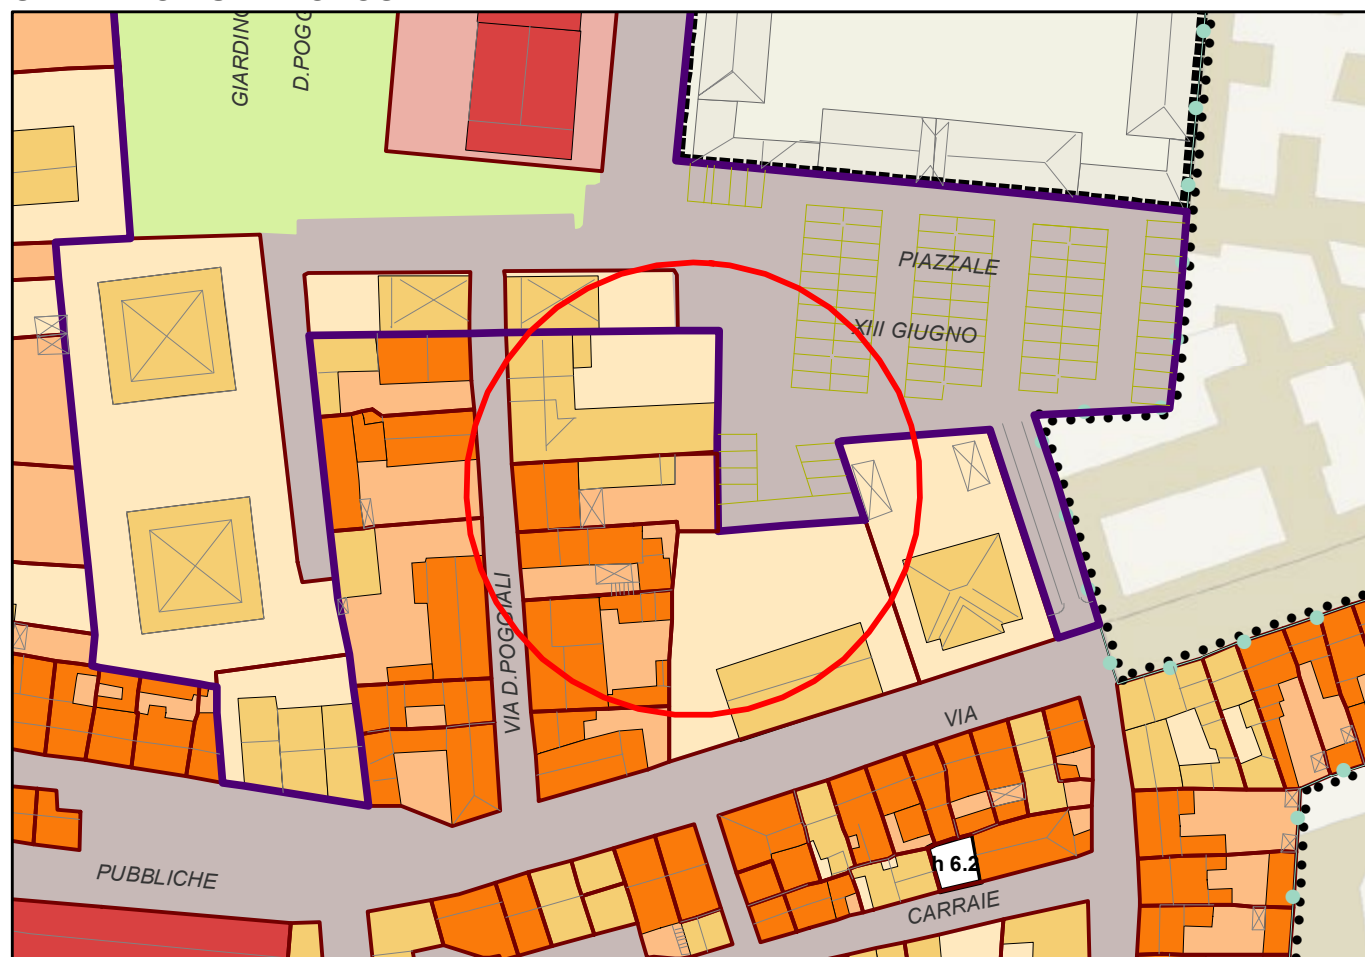 GIARDINO
D.POGG
PIAZZALE
XIII GIUGNO
VIA D.POGGIALI
VIA
h 6.2
PUBBLICHE
CARRAIE